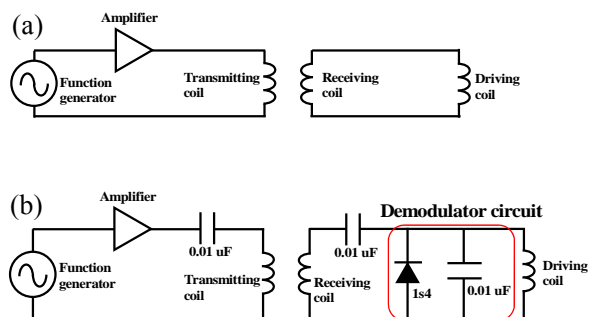 (a)
Amplifier
Function
generator
Transmitting
coil
Receiving
coil
Driving
coil
(b)
Amplifier
0.01 uF
Function
generator
Transmitting
coil
0.01 uF
Receiving
coil
Demodulator circuit
1s4
0.01 uF
Driving
coil